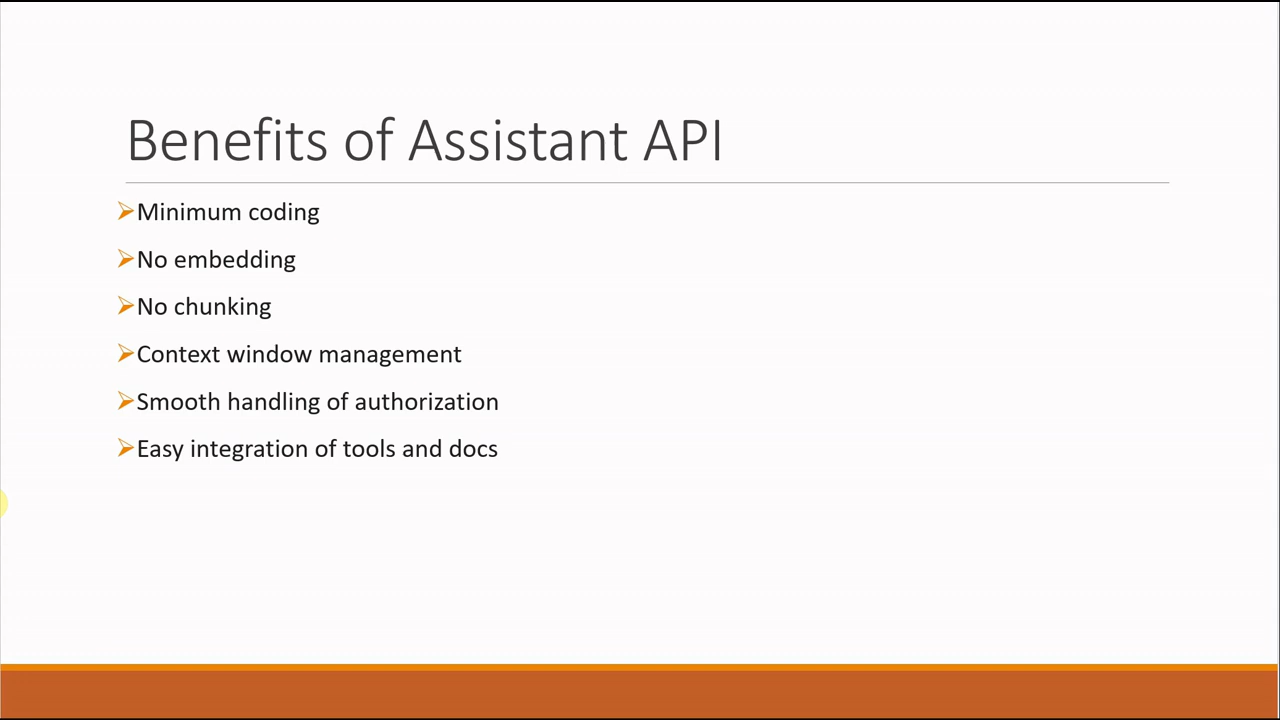 Benefits of Assistant API
Minimum coding
No embedding
No chunking
Context window management
Smooth handling of authorization
Easy integration of tools and docs